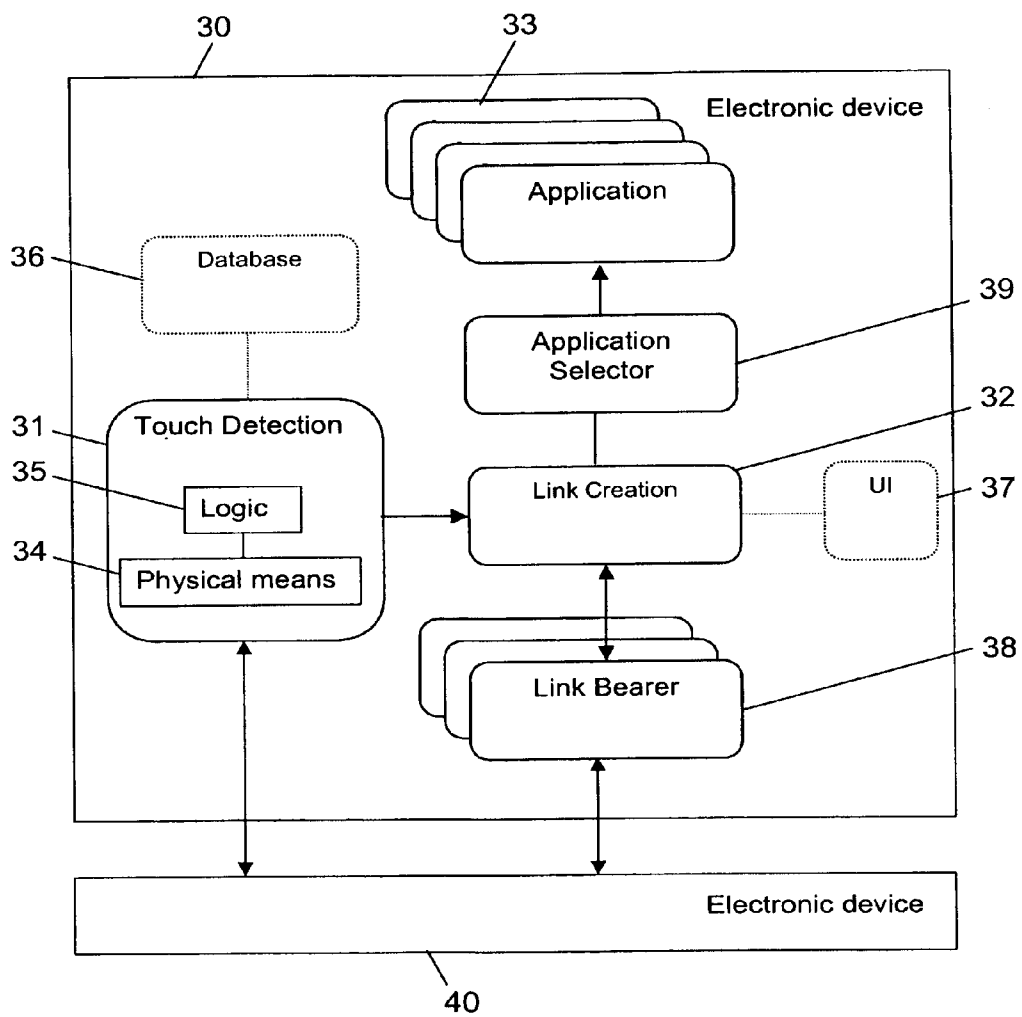 30
33
Electronic device
Application
36
Database
39
Application
Selector
31
Touch Detection
32
35
Logic
Link Creation
UI
37
34
Physical means
38
Link Bearer
Electronic device
40